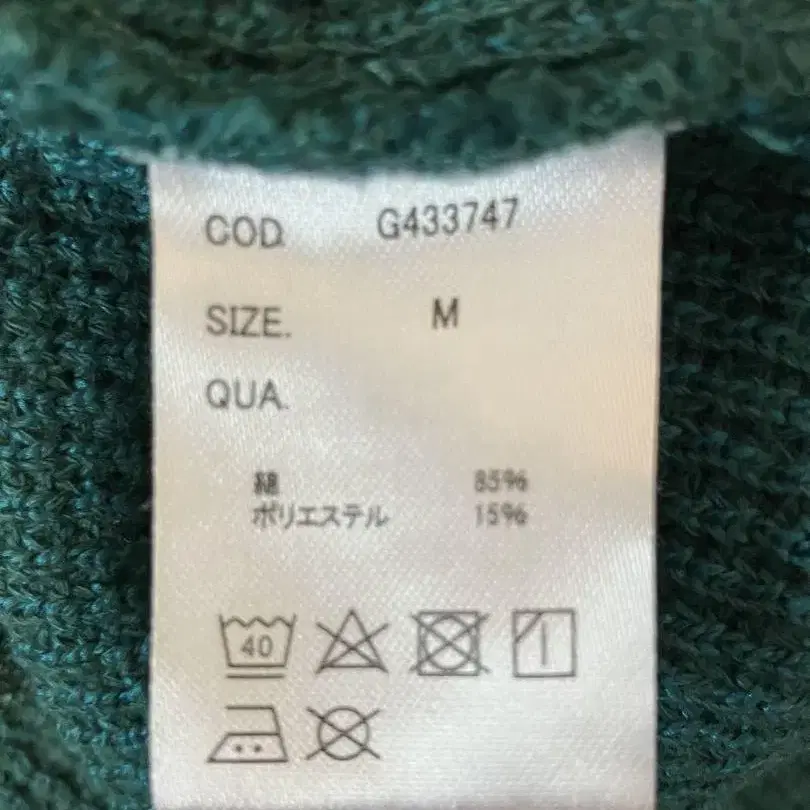 COD. G433747
SIZE. M
QUA.
綿 85%
ポリエステル 15%
40